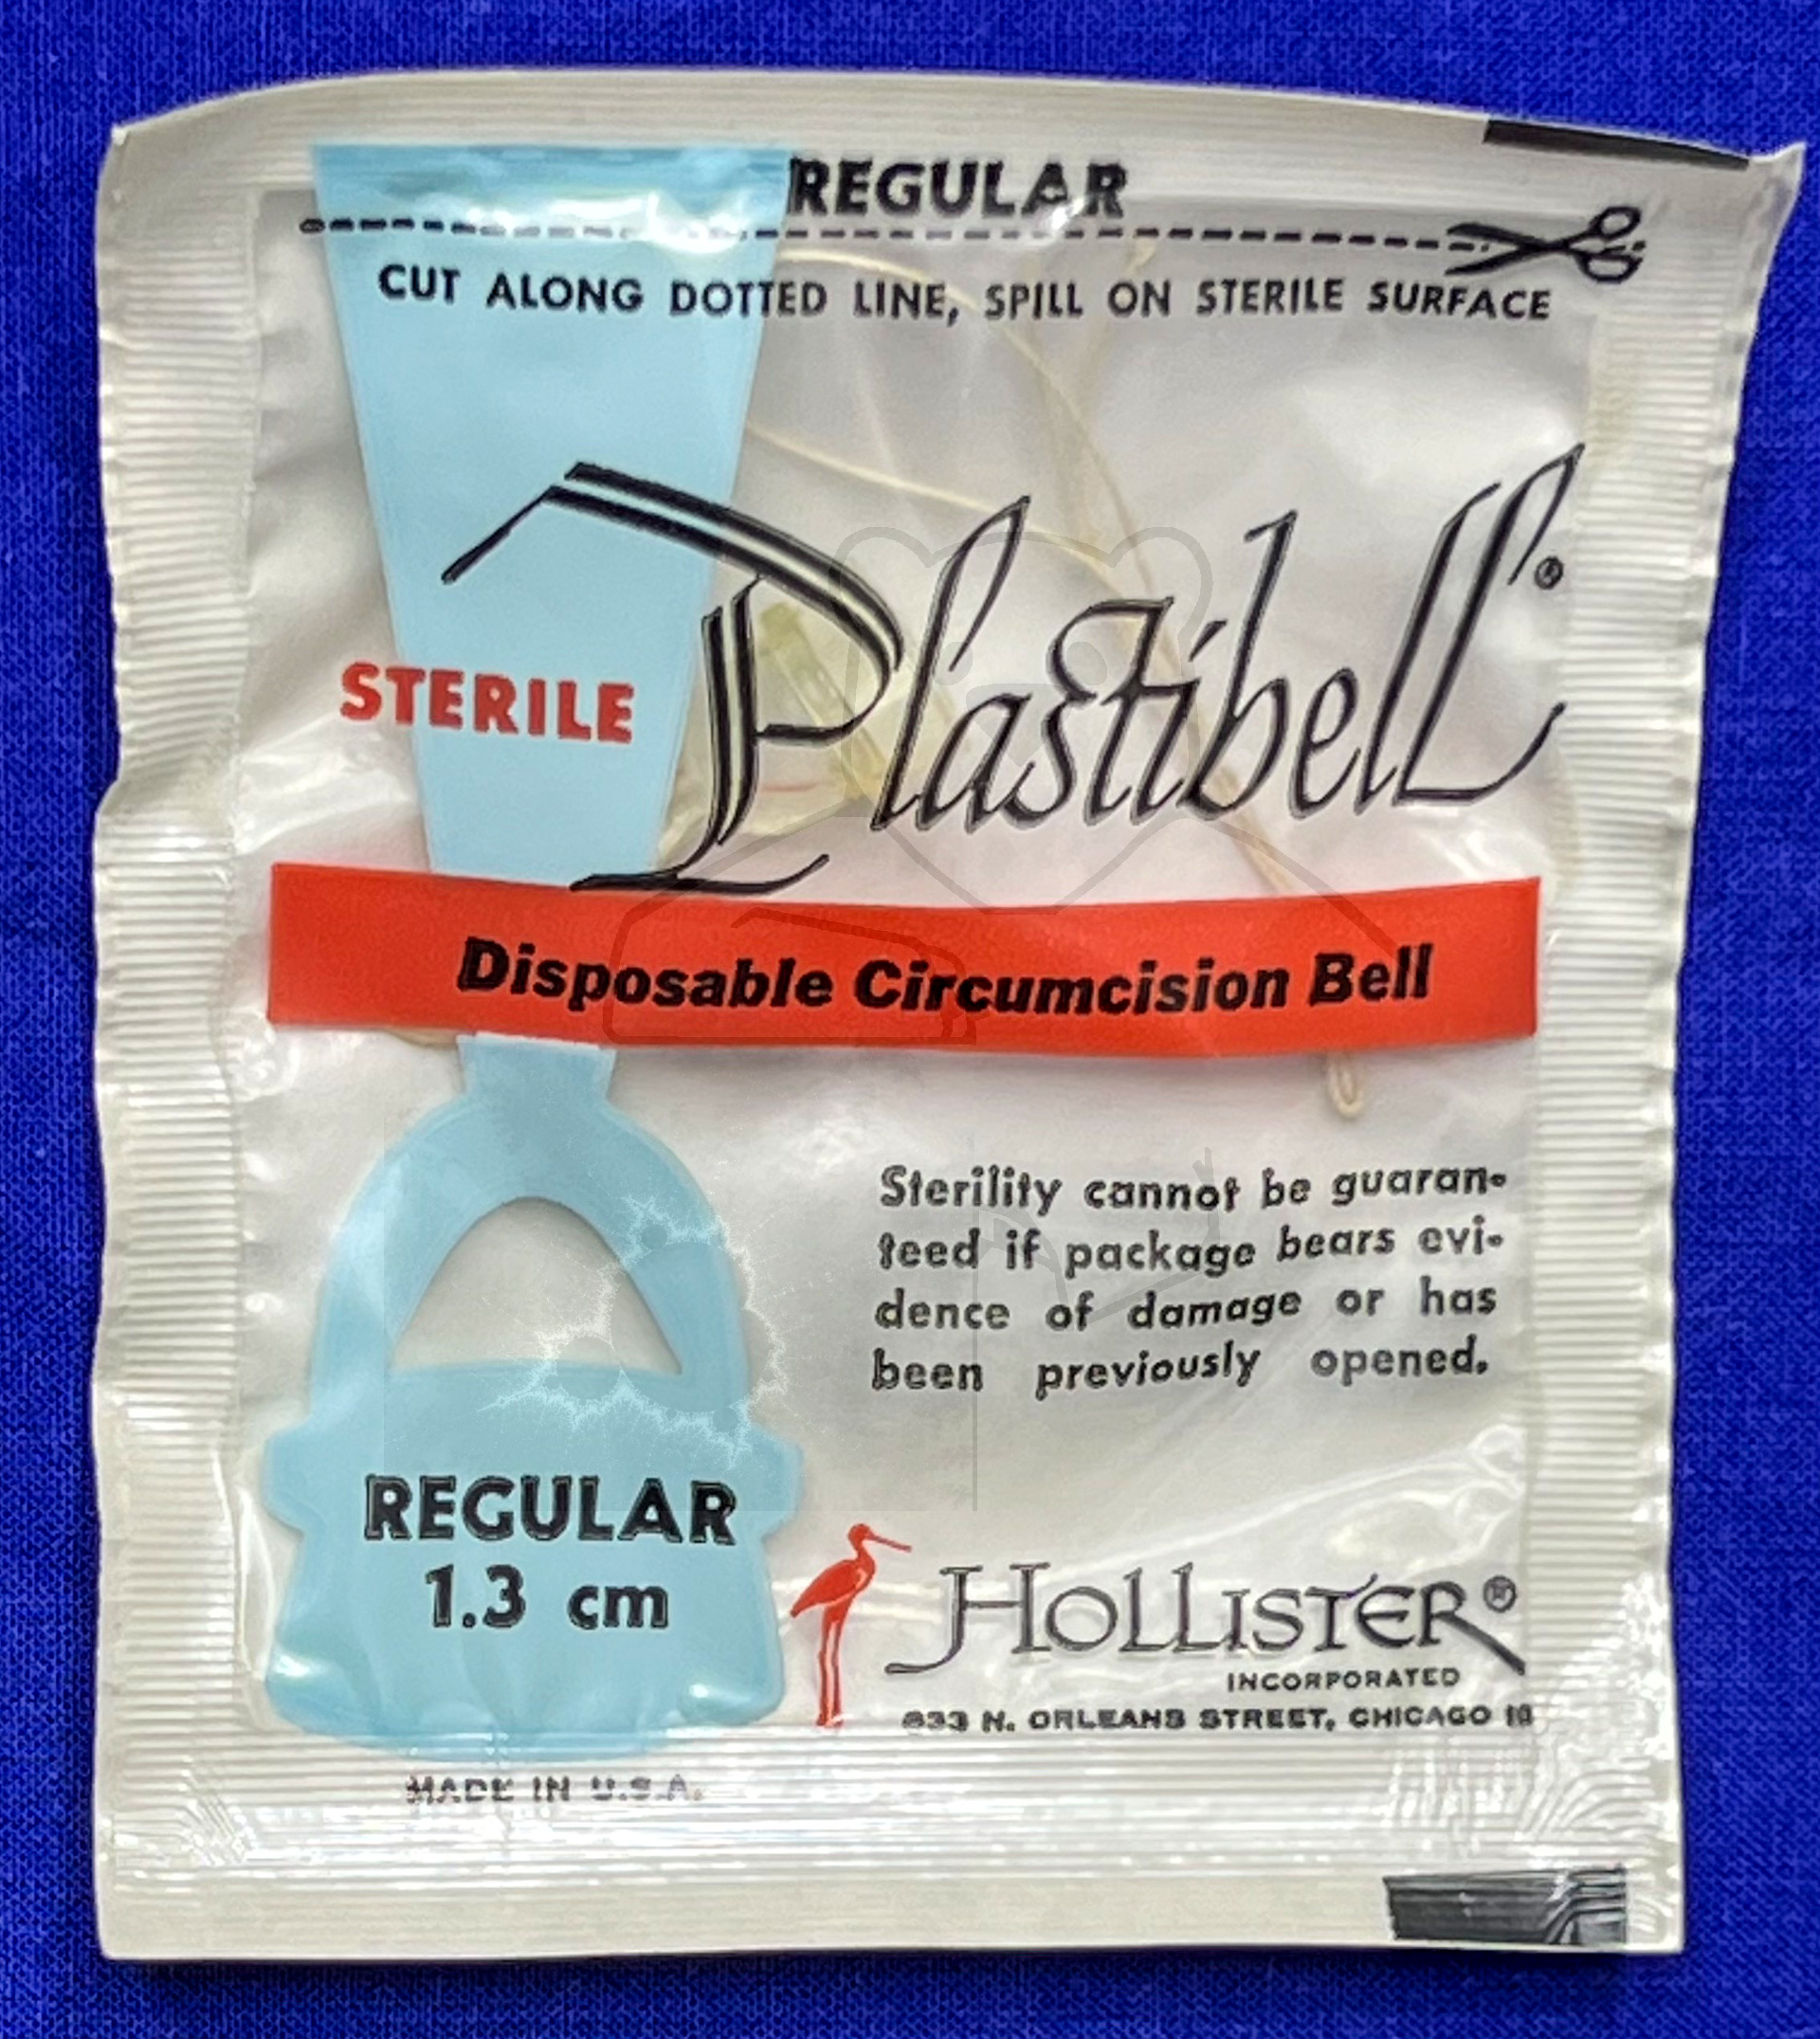 REGULAR
CUT ALONG DOTTED LINE, SPILL ON STERILE SURFACE
Plastibell®
STERILE
Disposable Circumcision Bell
Sterility cannot be guaran-
teed if package bears evi-
dence of damage or has
been previously opened.
REGULAR
1.3 cm
HOLLISTER®
INCORPORATED
833 N. ORLEANS STREET, CHICAGO 10
MADE IN U.S.A.